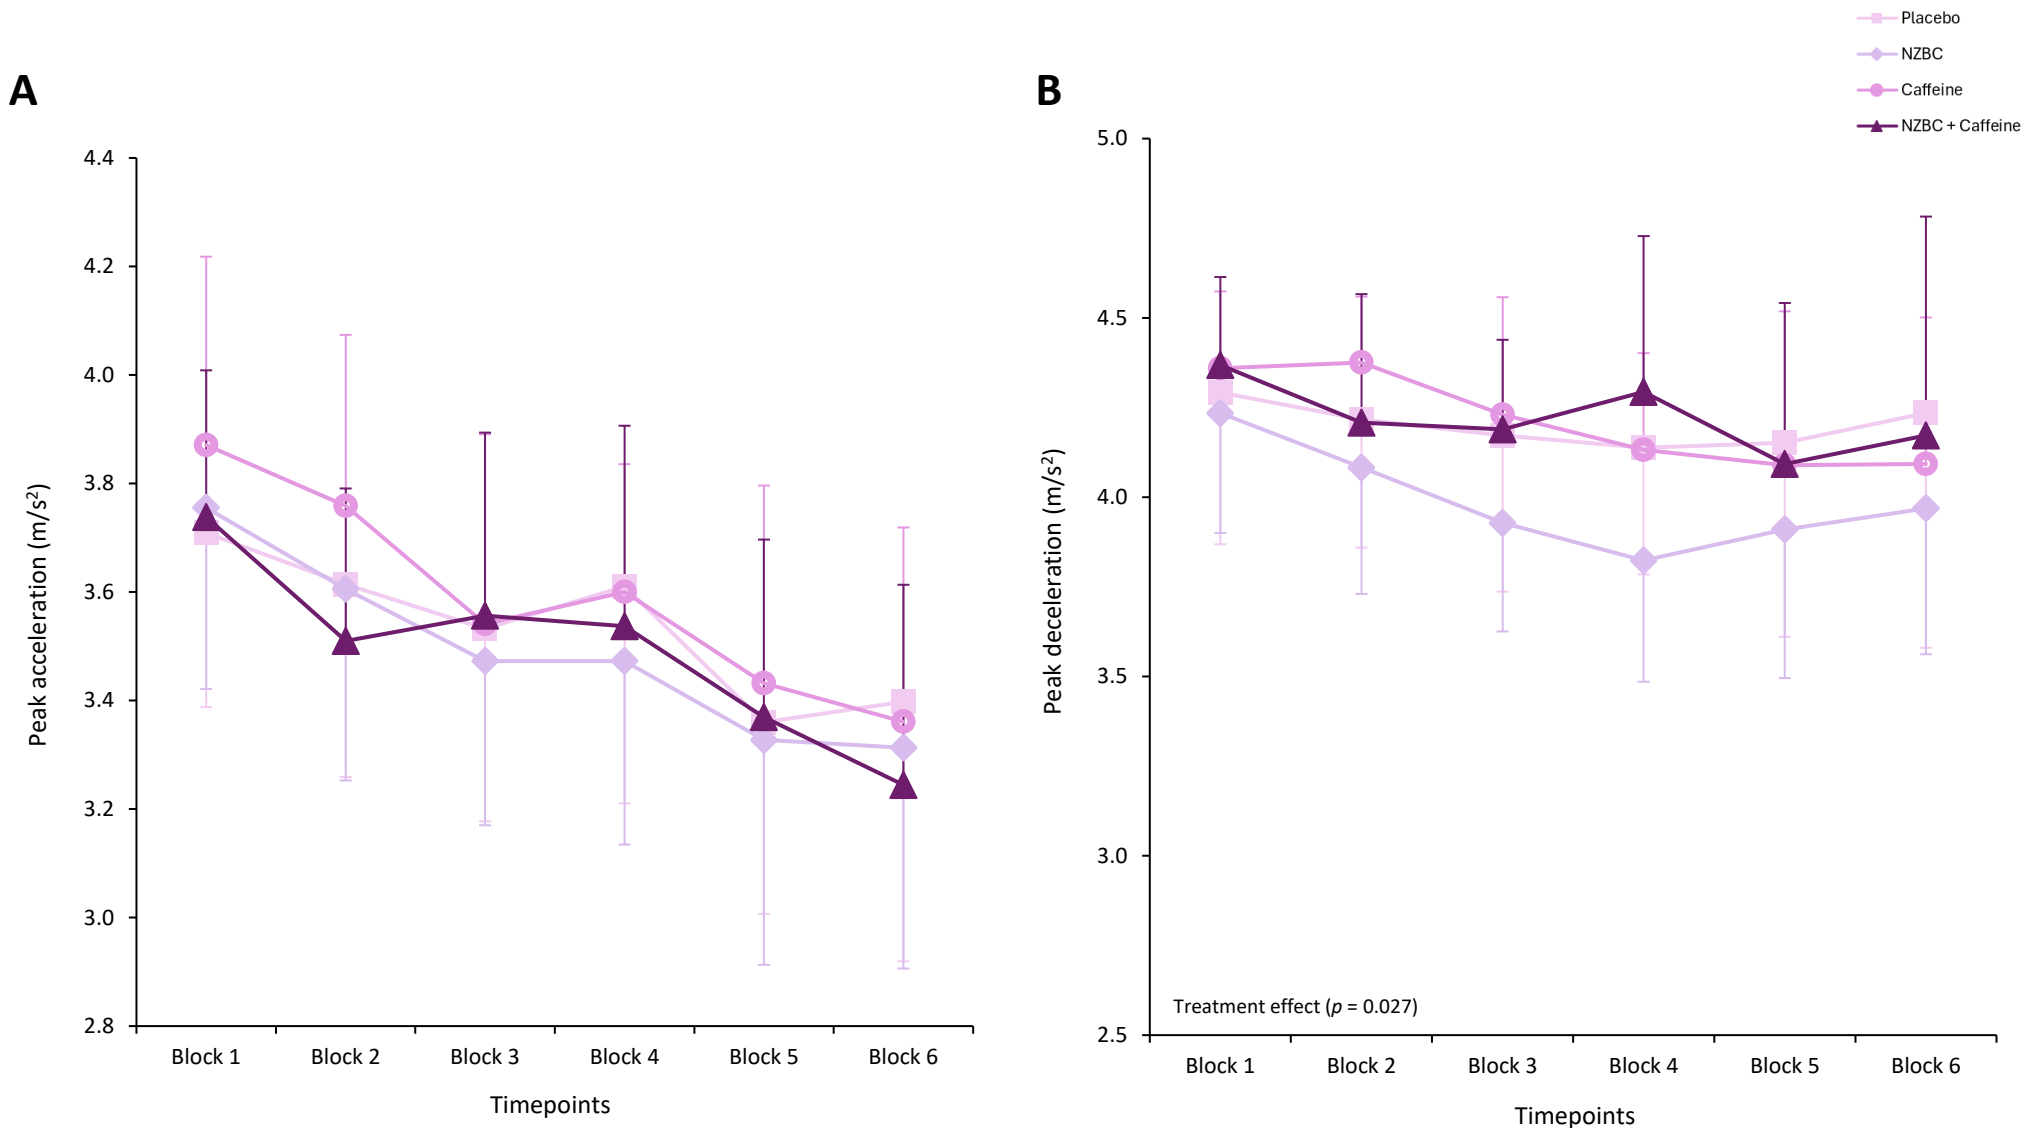 Placebo
NZBC
Caffeine
NZBC + Caffeine
A
4.4
4.2
4.0
3.8
3.6
3.4
3.2
3.0
2.8
Peak acceleration (m/s²)
Block 1 Block 2 Block 3 Block 4 Block 5 Block 6
Timepoints
B
5.0
4.5
4.0
3.5
3.0
2.5
Peak deceleration (m/s²)
Treatment effect (p = 0.027)
Block 1 Block 2 Block 3 Block 4 Block 5 Block 6
Timepoints